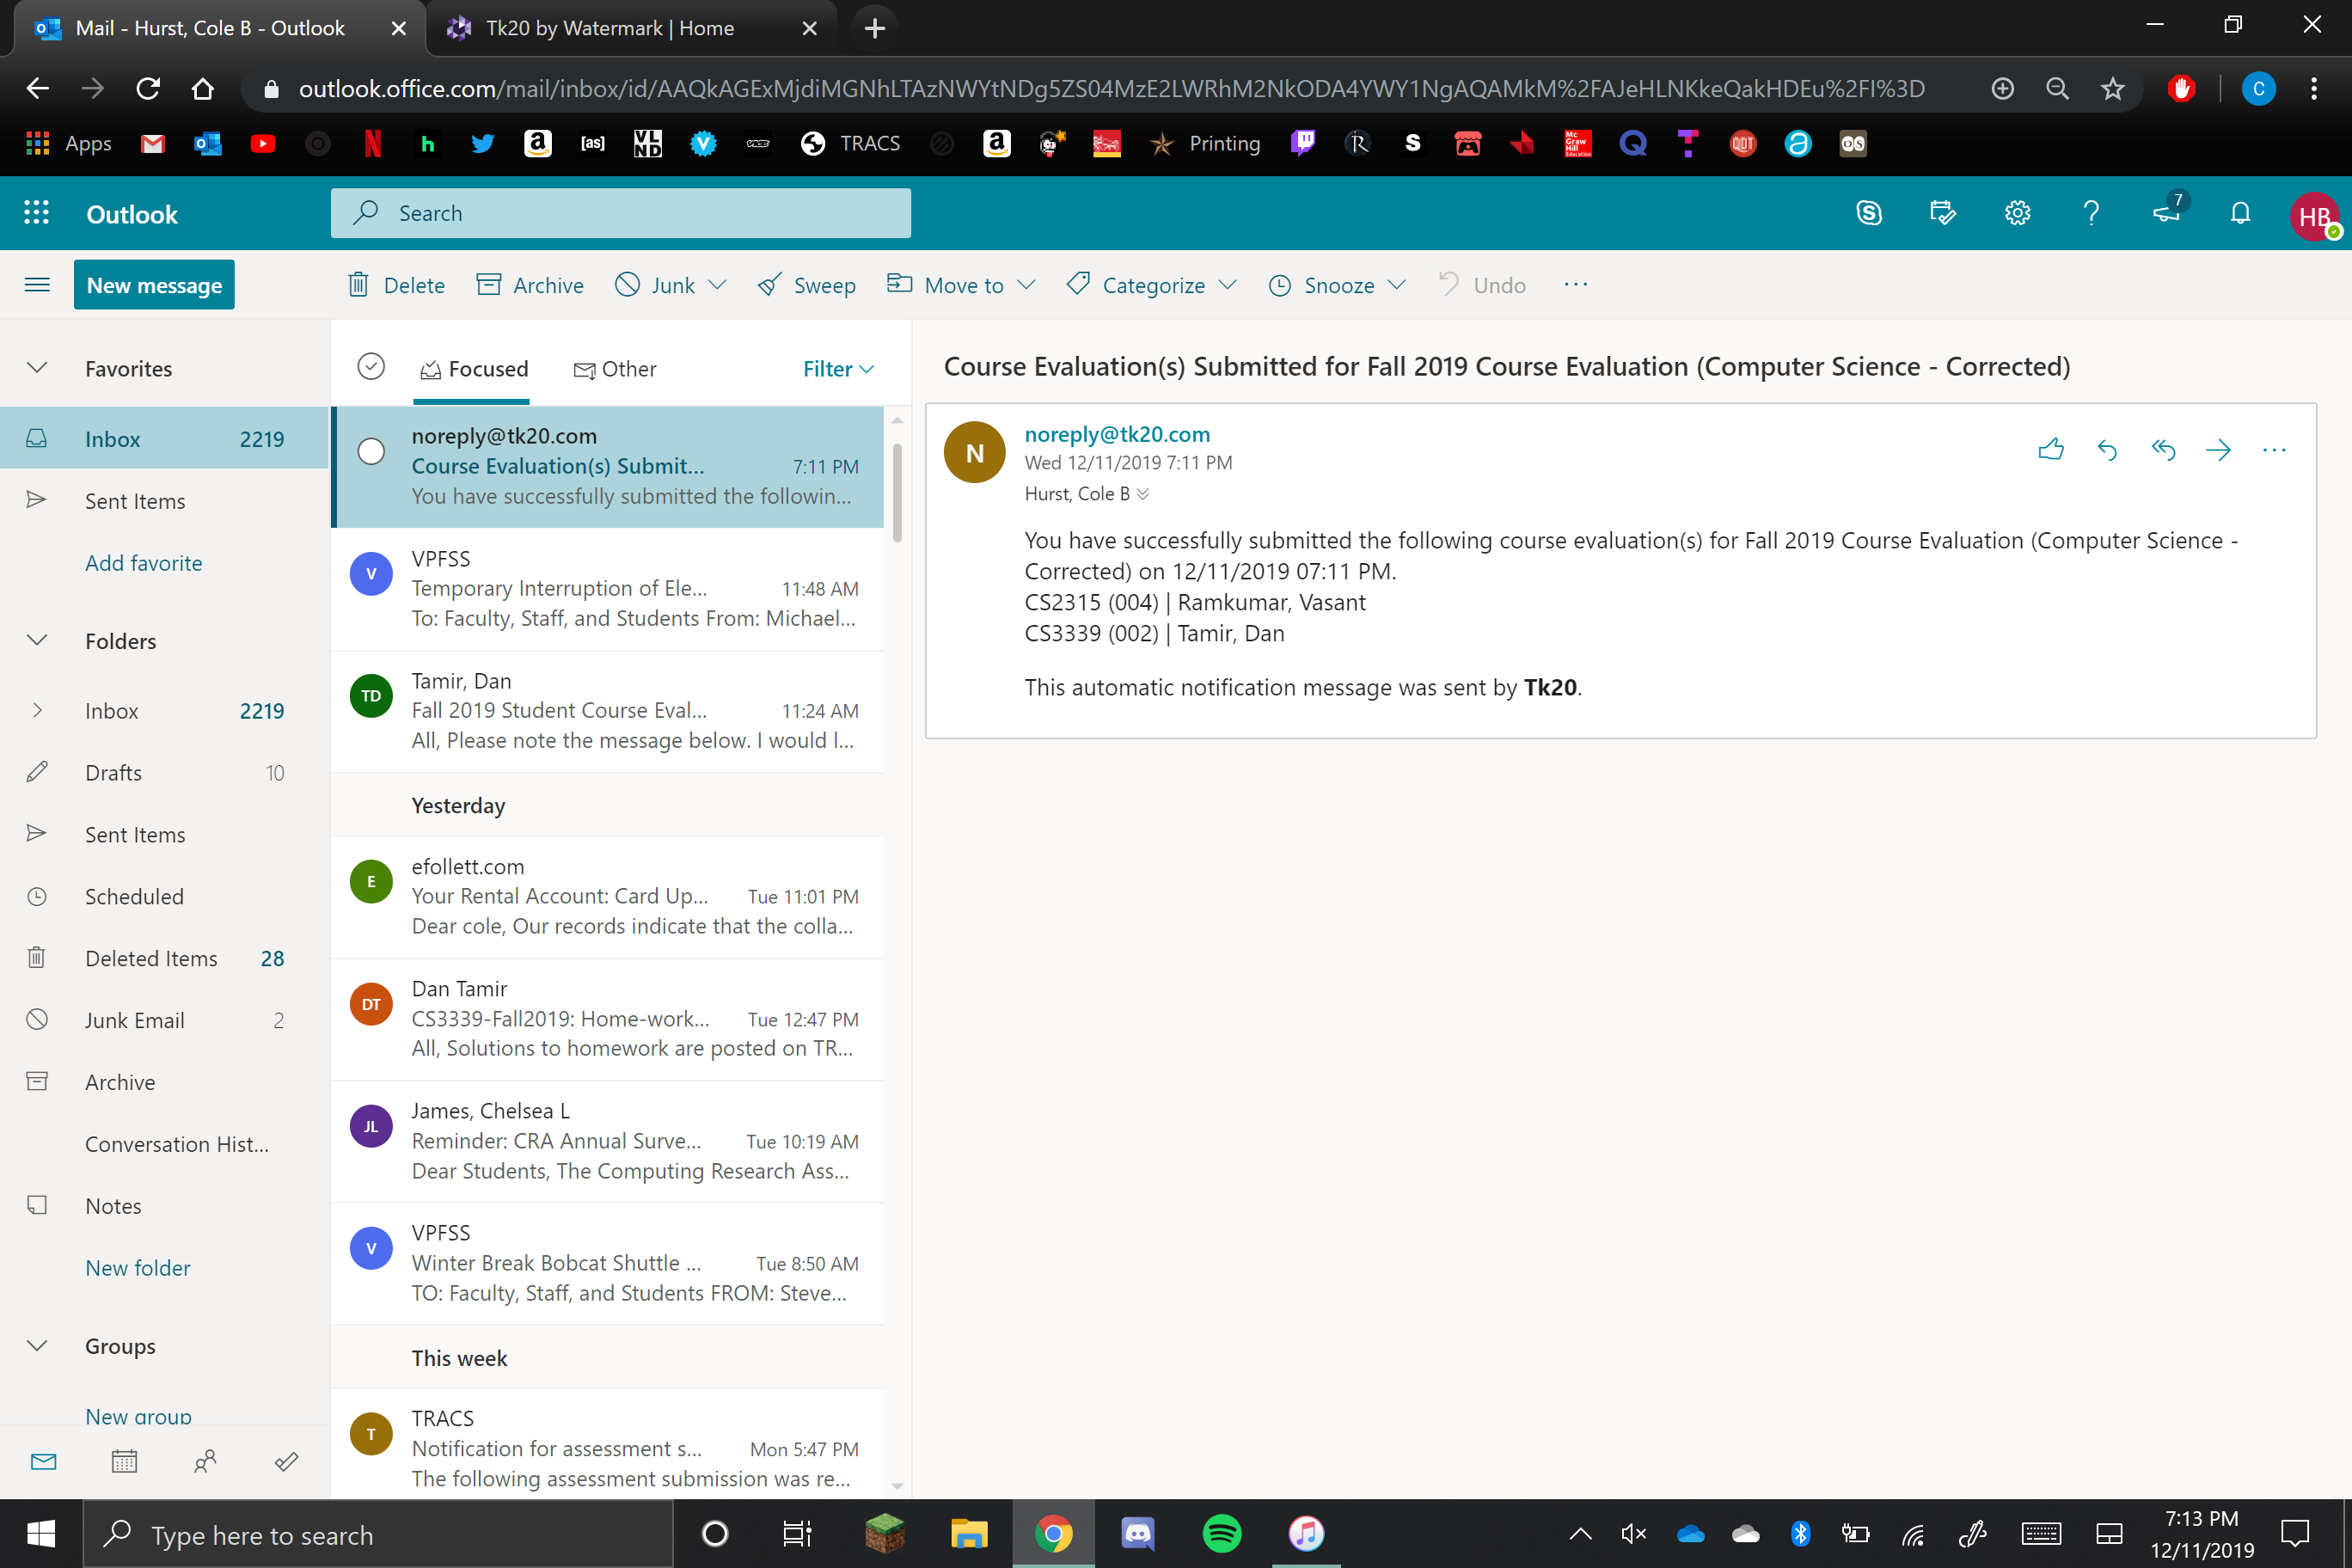 Mail - Hurst, Cole B - Outlook
Tk20 by Watermark | Home
outlook.office.com/mail/inbox/id/AAQkAGExMjdiMGNhLTAzNWYtNDg5ZS04MzE2LWRhM2NkODA4YWY1NgAQAMkM%2FAJeHLNKkeQakHDEu%2FI%3D
C
Apps
h
a
[as]
VL ND
V
TRACS
a
Printing
R
S
Mc Graw Hill Education
QDT
OS
Outlook
Search
7
HB
New message
Delete
Archive
Junk
Sweep
Move to
Categorize
Snooze
Undo
Favorites
Inbox 2219
Sent Items
Add favorite
Folders
Inbox 2219
Drafts 10
Sent Items
Scheduled
Deleted Items 28
Junk Email 2
Archive
Conversation Hist...
Notes
New folder
Groups
New group
Focused
Other
Filter
noreply@tk20.com
Course Evaluation(s) Submit... 7:11 PM
You have successfully submitted the followin...
V
VPFSS
Temporary Interruption of Ele... 11:48 AM
To: Faculty, Staff, and Students From: Michael...
TD
Tamir, Dan
Fall 2019 Student Course Eval... 11:24 AM
All, Please note the message below. I would l...
Yesterday
E
efollett.com
Your Rental Account: Card Up... Tue 11:01 PM
Dear cole, Our records indicate that the colla...
DT
Dan Tamir
CS3339-Fall2019: Home-work... Tue 12:47 PM
All, Solutions to homework are posted on TR...
JL
James, Chelsea L
Reminder: CRA Annual Surve... Tue 10:19 AM
Dear Students, The Computing Research Ass...
V
VPFSS
Winter Break Bobcat Shuttle ... Tue 8:50 AM
TO: Faculty, Staff, and Students FROM: Steve...
This week
T
TRACS
Notification for assessment s... Mon 5:47 PM
The following assessment submission was re...
Course Evaluation(s) Submitted for Fall 2019 Course Evaluation (Computer Science - Corrected)
N
noreply@tk20.com
Wed 12/11/2019 7:11 PM
Hurst, Cole B
You have successfully submitted the following course evaluation(s) for Fall 2019 Course Evaluation (Computer Science -
Corrected) on 12/11/2019 07:11 PM.
CS2315 (004) | Ramkumar, Vasant
CS3339 (002) | Tamir, Dan
This automatic notification message was sent by Tk20.
Type here to search
7:13 PM
12/11/2019